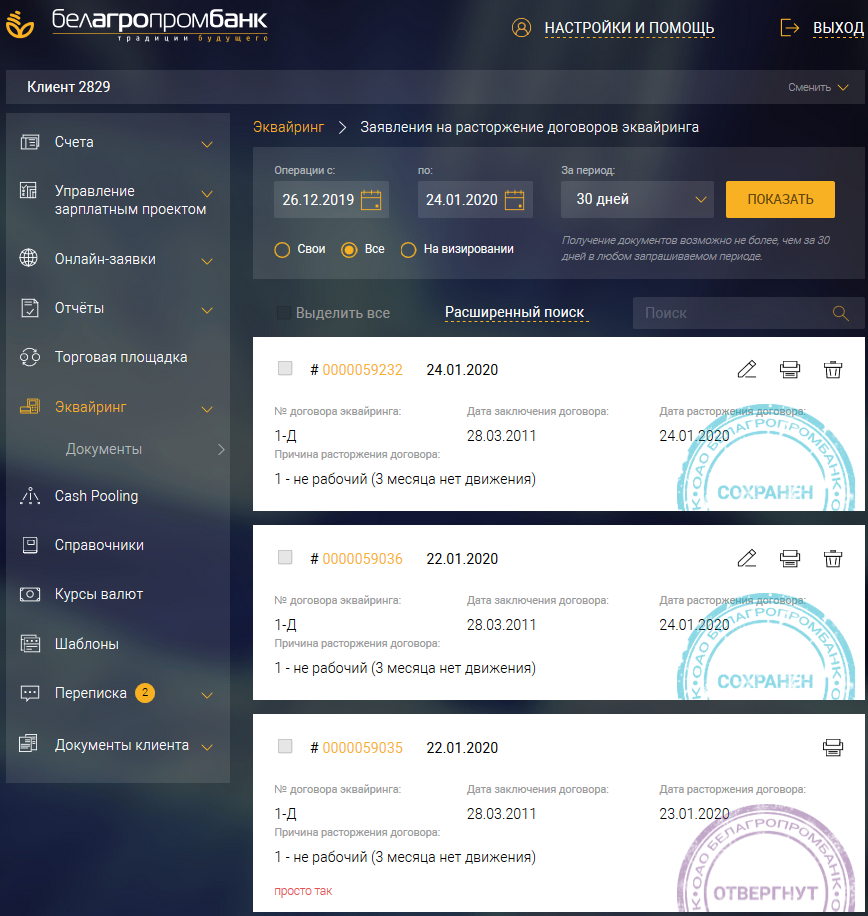 белагропромбанк
традиции будущего
НАСТРОЙКИ И ПОМОЩЬ
ВЫХОД
Клиент 2829
Сменить
Счета
Управление
зарплатным проектом
Онлайн-заявки
Отчёты
Торговая площадка
Эквайринг
Документы
Cash Pooling
Справочники
Курсы валют
Шаблоны
Переписка 2
Документы клиента
Эквайринг > Заявления на расторжение договоров эквайринга
Операции с:
по:
За период:
26.12.2019
24.01.2020
30 дней
ПОКАЗАТЬ
Свои
Все
На визировании
Получение документов возможно не более, чем за 30
дней в любом запрашиваемом периоде.
Выделить все
Расширенный поиск
Поиск
# 0000059232 24.01.2020
№ договора эквайринга: Дата заключения договора: Дата расторжения договора:
1-Д 28.03.2011 24.01.2020
Причина расторжения договора:
1 - не рабочий (3 месяца нет движения)
ОАО БЕЛАГРОПРОМБАНК
СОХРАНЕН
# 0000059036 22.01.2020
№ договора эквайринга: Дата заключения договора: Дата расторжения договора:
1-Д 28.03.2011 24.01.2020
Причина расторжения договора:
1 - не рабочий (3 месяца нет движения)
ОАО БЕЛАГРОПРОМБАНК
СОХРАНЕН
# 0000059035 22.01.2020
№ договора эквайринга: Дата заключения договора: Дата расторжения договора:
1-Д 28.03.2011 23.01.2020
Причина расторжения договора:
1 - не рабочий (3 месяца нет движения)
просто так
ОАО БЕЛАГРОПРОМБАНК
ОТВЕРГНУТ